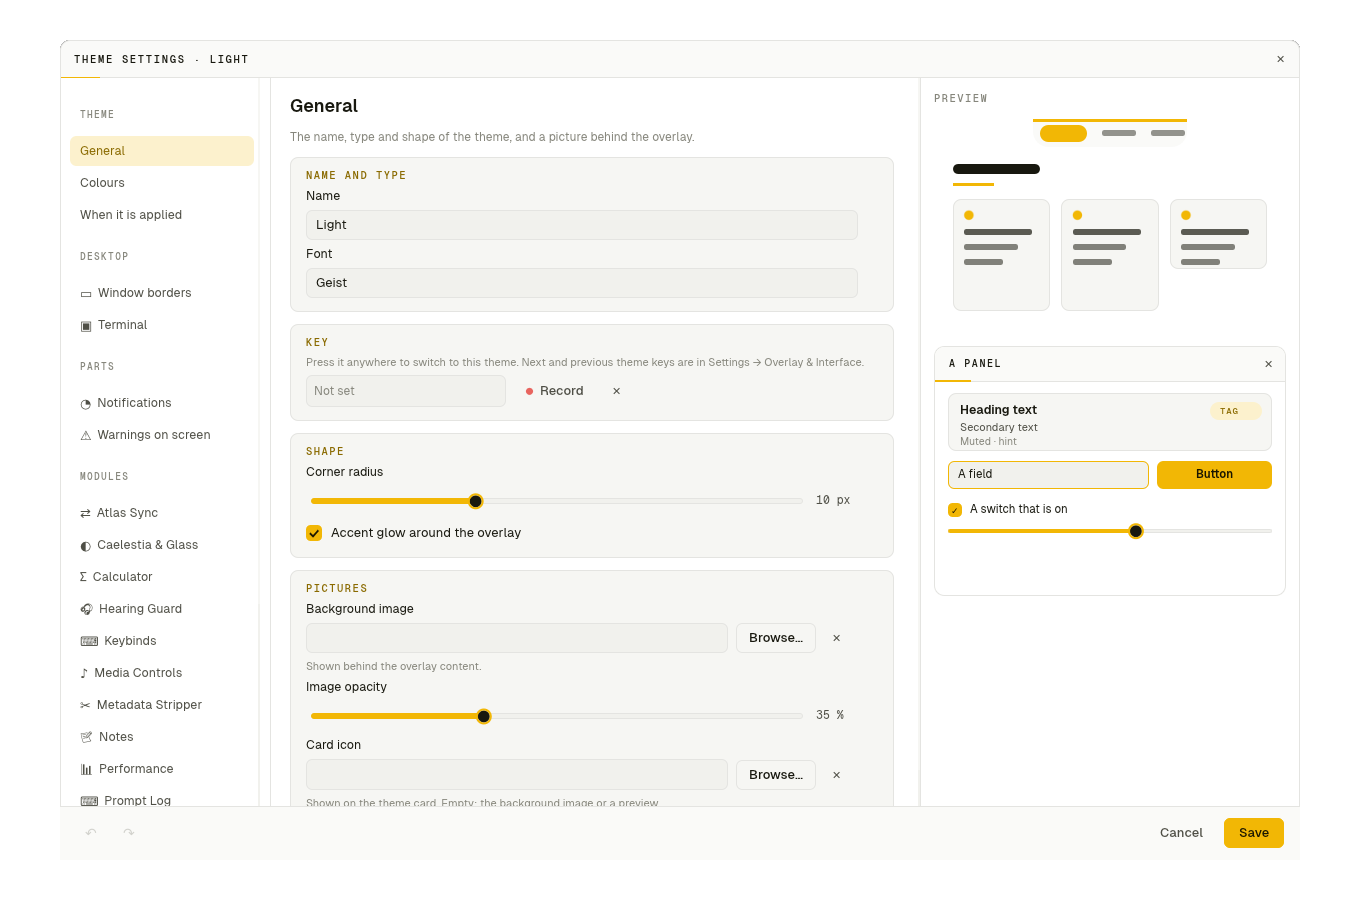 THEME SETTINGS · LIGHT
×
THEME
General
Colours
When it is applied
DESKTOP
Window borders
Terminal
PARTS
Notifications
Warnings on screen
MODULES
Atlas Sync
Caelestia & Glass
Calculator
Hearing Guard
Keybinds
Media Controls
Metadata Stripper
Notes
Performance
Prompt Log
General
The name, type and shape of the theme, and a picture behind the overlay.
NAME AND TYPE
Name
Light
Font
Geist
KEY
Press it anywhere to switch to this theme. Next and previous theme keys are in Settings → Overlay & Interface.
Not set
Record
×
SHAPE
Corner radius
10 px
Accent glow around the overlay
PICTURES
Background image
Browse...
×
Shown behind the overlay content.
Image opacity
35 %
Card icon
Browse...
×
Shown on the theme card. Empty: the background image or a preview
PREVIEW
A PANEL
×
Heading text
TAG
Secondary text
Muted · hint
A field
Button
A switch that is on
Cancel
Save